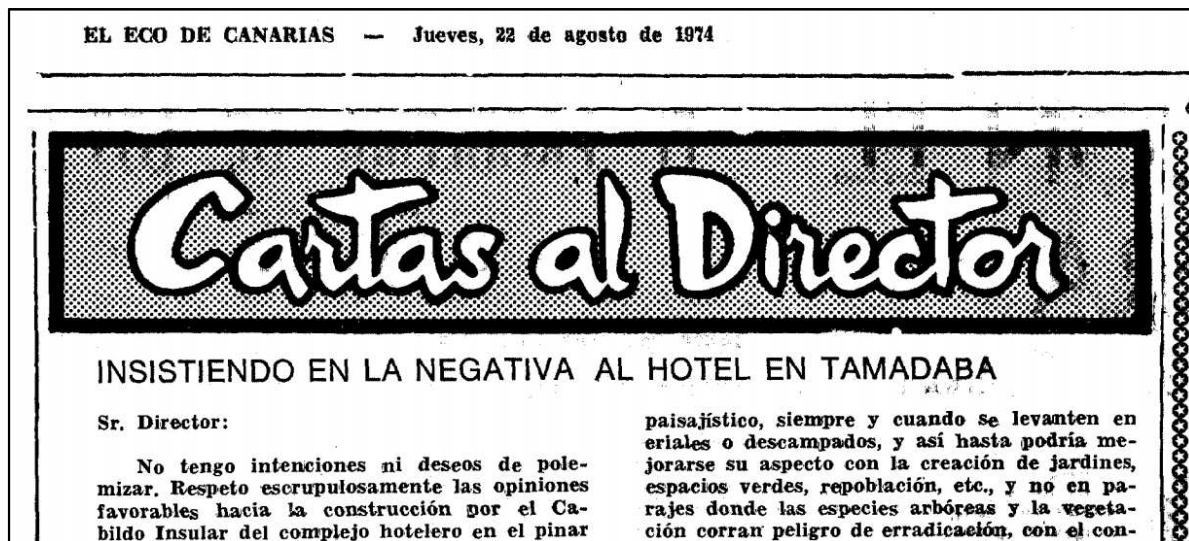 EL ECO DE CANARIAS — Jueves, 22 de agosto de 1974
Cartas al Director
INSISTIENDO EN LA NEGATIVA AL HOTEL EN TAMADABA
Sr. Director:
No tengo intenciones ni deseos de pole-
mizar. Respeto escrupulosamente las opiniones
favorables hacia la construcción por el Ca-
bildo Insular del complejo hotelero en el pinar
paisajístico, siempre y cuando se levanten en
eriales o descampados, y así hasta podría me-
jorarse su aspecto con la creación de jardines,
espacios verdes, repoblación, etc., y no en pa-
rajes donde las especies arbóreas y la vegeta-
ción corran peligro de erradicación, con el con-